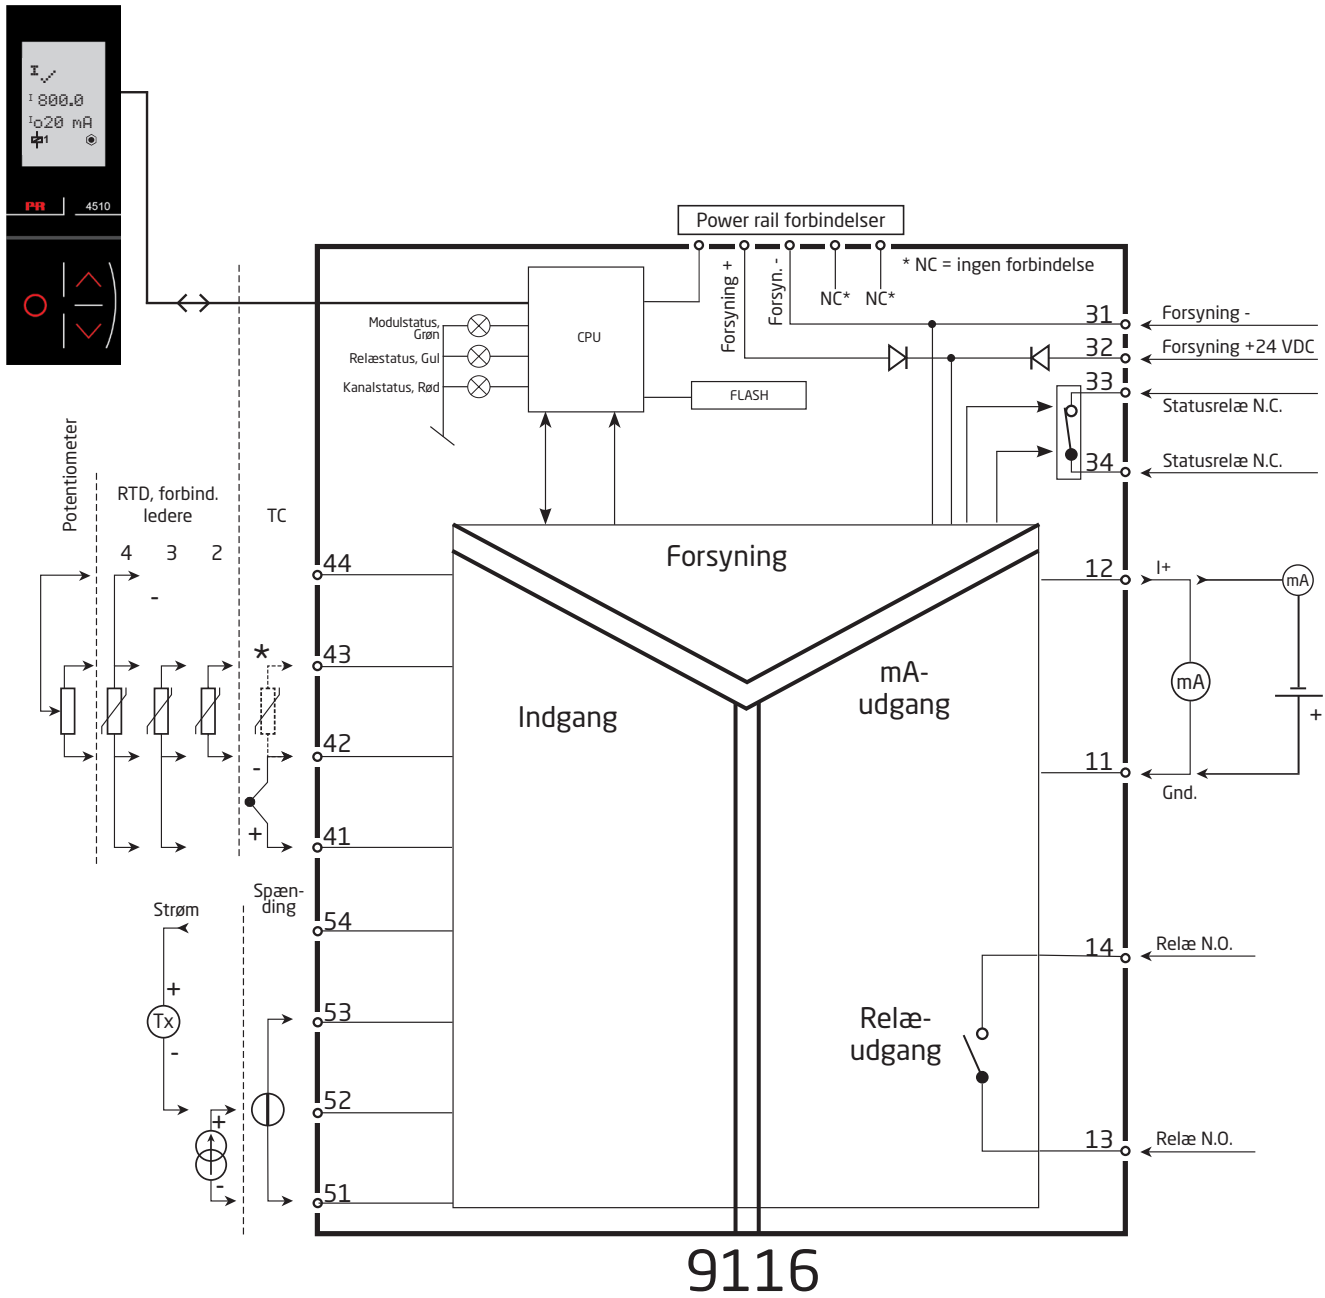 I
I 800.0
Io20 mA
1
PR 4510
Power rail forbindelser
Forsyning +
Forsyn. -
NC*
NC*
* NC = ingen forbindelse
Modulstatus,
Grøn
Relæstatus, Gul
Kanalstatus, Rød
CPU
FLASH
31
Forsyning -
32
Forsyning +24 VDC
33
Statusrelæ N.C.
34
Statusrelæ N.C.
Potentiometer
RTD, forbind.
ledere
4 3 2
-
TC
*
-
+
44
43
42
41
Forsyning
Indgang
mA-
udgang
12
I+
mA
mA
+
11
Gnd.
Strøm
Spæn-
ding
+
Tx
-
+
-
54
53
52
51
Relæ-
udgang
14
Relæ N.O.
13
Relæ N.O.
9116